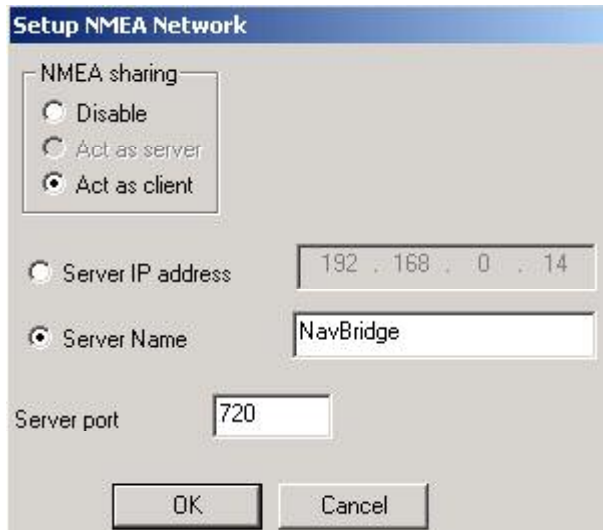 Setup NMEA Network
NMEA sharing
Disable
Act as server
Act as client
Server IP address 192 . 168 . 0 . 14
Server Name NavBridge
Server port 720
OK Cancel